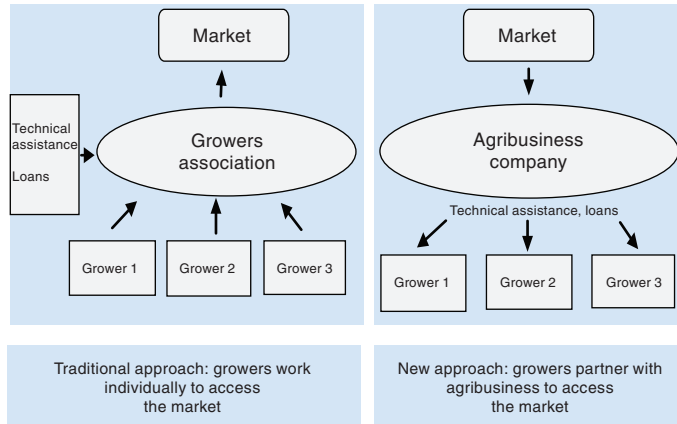 Market
Technical
assistance
Loans
Growers
association
Grower 1
Grower 2
Grower 3
Traditional approach: growers work
individually to access
the market
Market
Agribusiness
company
Technical assistance, loans
Grower 1
Grower 2
Grower 3
New approach: growers partner with
agribusiness to access
the market